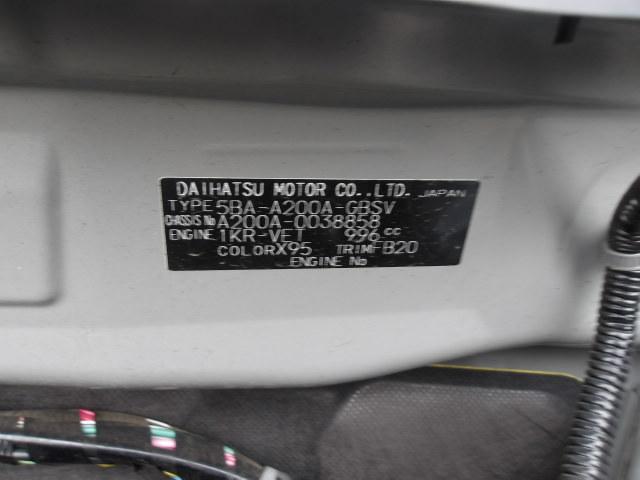 DAIHATSU MOTOR CO.,LTD. JAPAN
TYPE 5BA-A200A-GBSV
CHASSIS No A200A-0038858
ENGINE 1KR-VET 996 cc
COLOR X95 TRIM FB20
ENGINE No